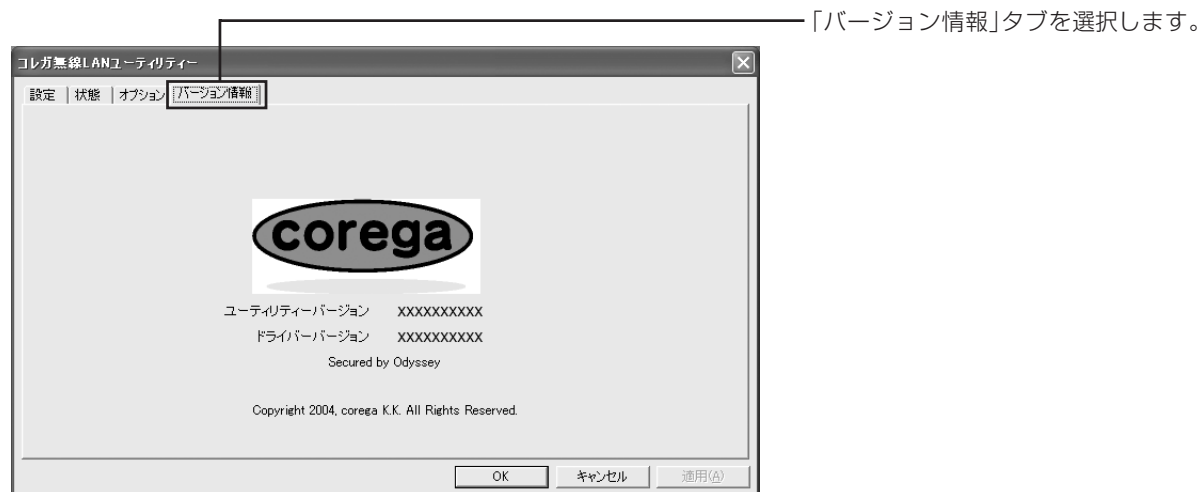 「バージョン情報」タブを選択します。
コレガ無線LANユーティリティー
設定 状態 オプション バージョン情報
corega
ユーティリティーバージョン XXXXXXXXXX
ドライバーバージョン XXXXXXXXXX
Secured by Odyssey
Copyright 2004, corega K.K. All Rights Reserved.
OK キャンセル 適用(A)